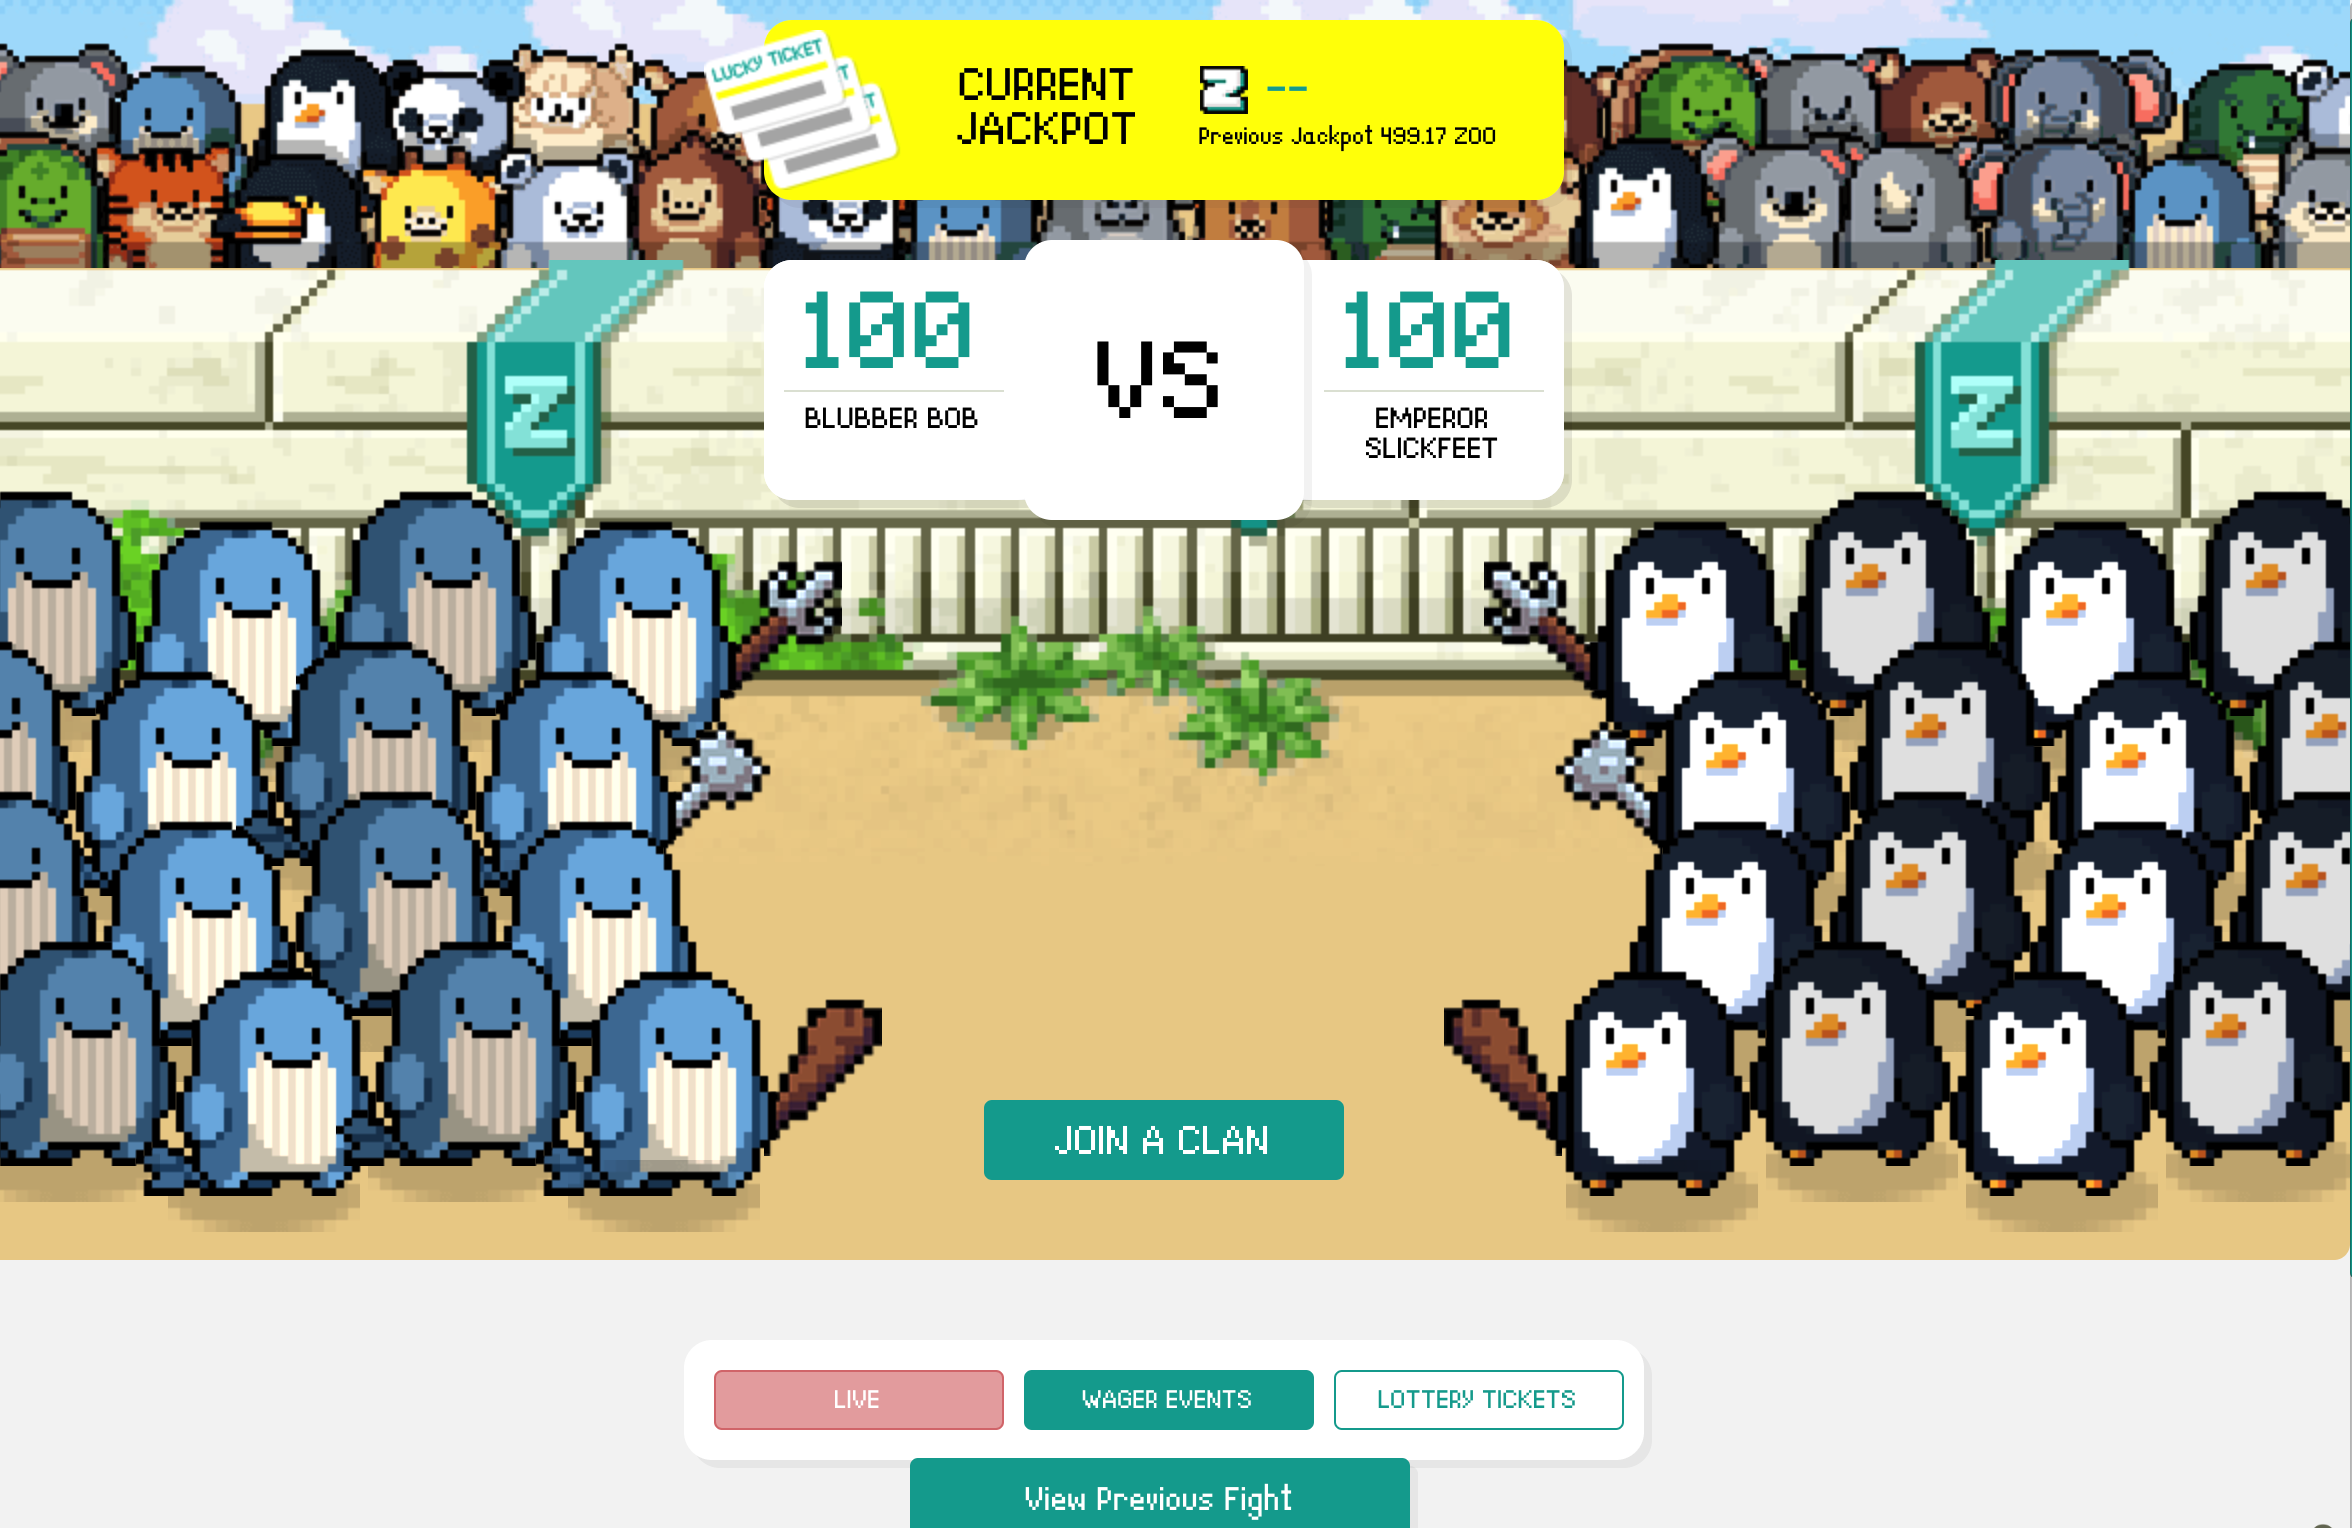 LUCKY TICKET
T
T
CURRENT
JACKPOT
Z --
Previous Jackpot 499.17 ZOO
100
BLUBBER BOB
VS
100
EMPEROR
SLICKFEET
Z
Z
JOIN A CLAN
LIVE
WAGER EVENTS
LOTTERY TICKETS
View Previous Fight